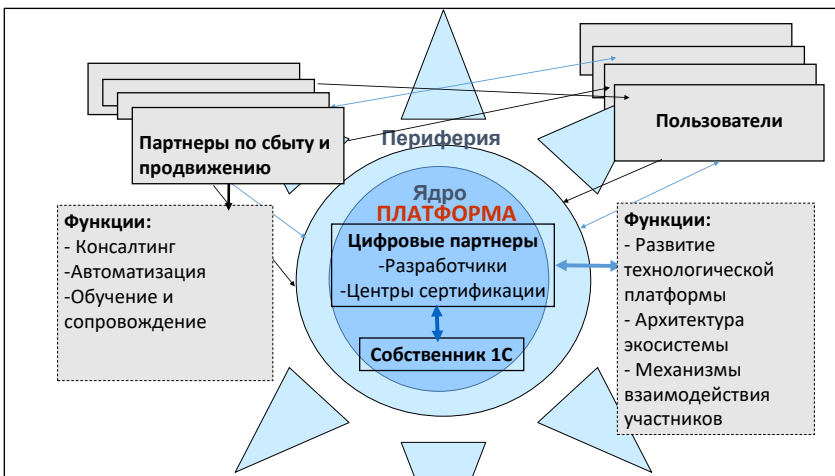 Партнеры по сбыту и
продвижению
Периферия
Пользователи
Ядро
ПЛАТФОРМА
Цифровые партнеры
-Разработчики
-Центры сертификации
Собственник 1С
Функции:
- Консалтинг
-Автоматизация
-Обучение и
сопровождение
Функции:
- Развитие
технологической
платформы
- Архитектура
экосистемы
- Механизмы
взаимодействия
участников